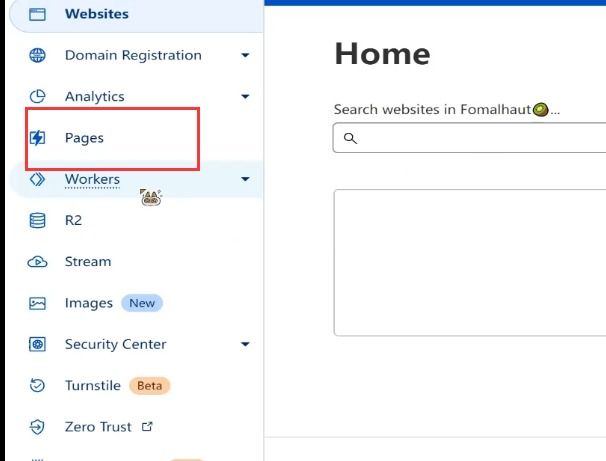 Websites
Domain Registration
Analytics
Pages
Workers
R2
Stream
Images New
Security Center
Turnstile Beta
Zero Trust
Home
Search websites in Fomalhaut🥝...